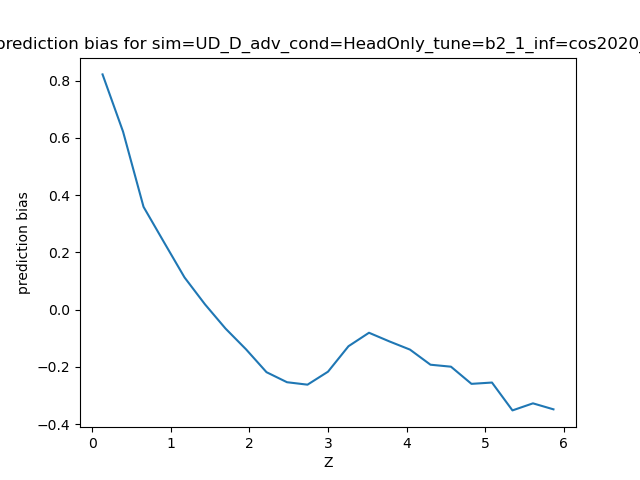 prediction bias for sim=UD_D_adv_cond=HeadOnly_tune=b2_1_inf=cos2020_
prediction bias
0.8
0.6
0.4
0.2
0.0
−0.2
−0.4
0 1 2 3 4 5 6
Z